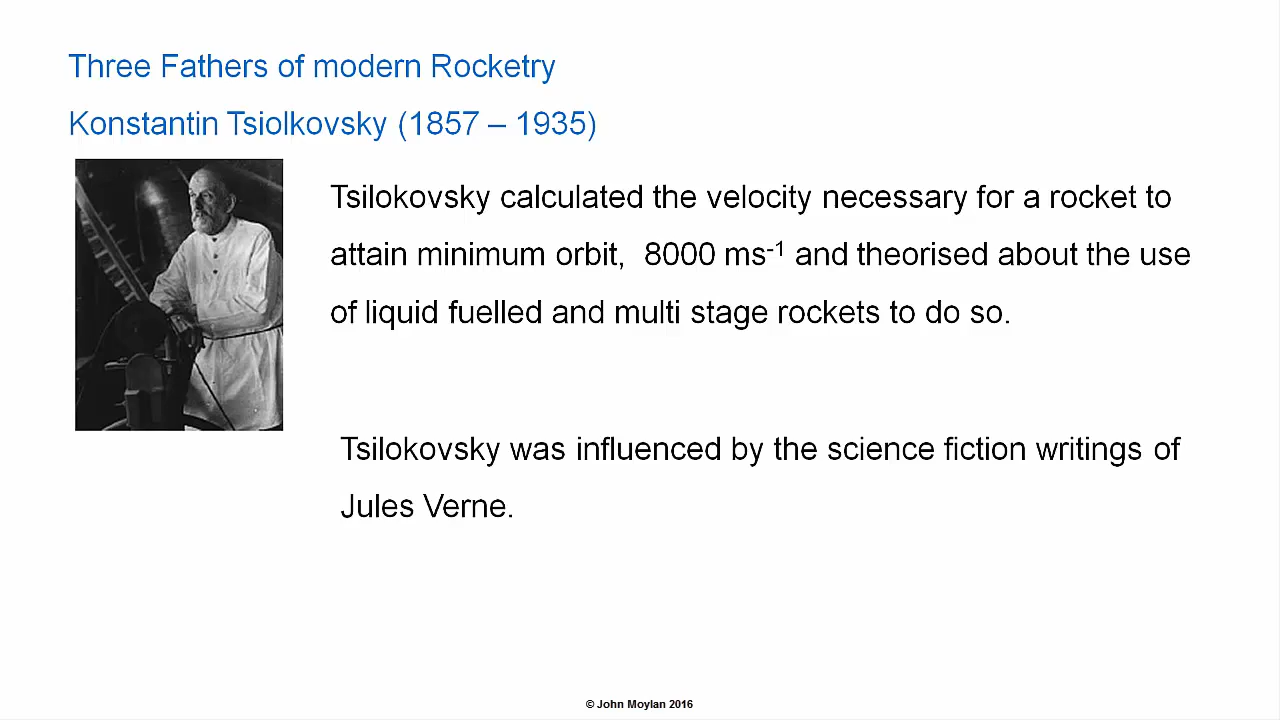 Three Fathers of modern Rocketry
Konstantin Tsiolkovsky (1857 – 1935)
Tsilokovsky calculated the velocity necessary for a rocket to
attain minimum orbit,  8000 ms⁻¹ and theorised about the use
of liquid fuelled and multi stage rockets to do so.
Tsilokovsky was influenced by the science fiction writings of
Jules Verne.
© John Moylan 2016